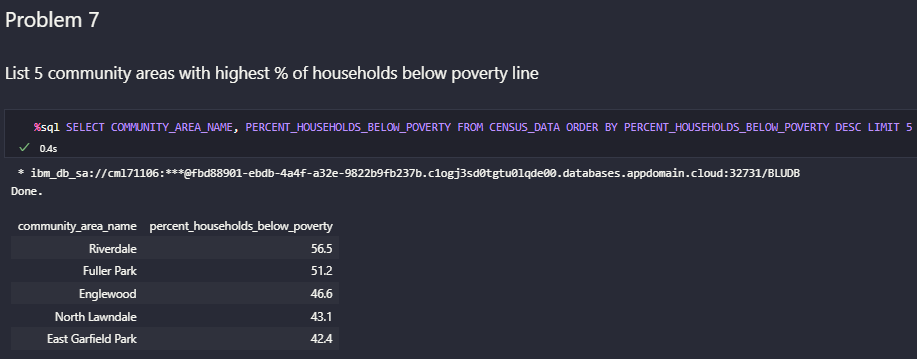 Problem 7
List 5 community areas with highest % of households below poverty line
%sql SELECT COMMUNITY_AREA_NAME, PERCENT_HOUSEHOLDS_BELOW_POVERTY FROM CENSUS_DATA ORDER BY PERCENT_HOUSEHOLDS_BELOW_POVERTY DESC LIMIT 5
0.4s
* ibm_db_sa://cml71106:***@fbd88901-ebdb-4a4f-a32e-9822b9fb237b.c1ogj3sd0tgtu0lqde00.databases.appdomain.cloud:32731/BLUDB
Done.
community_area_name percent_households_below_poverty
Riverdale 56.5
Fuller Park 51.2
Englewood 46.6
North Lawndale 43.1
East Garfield Park 42.4